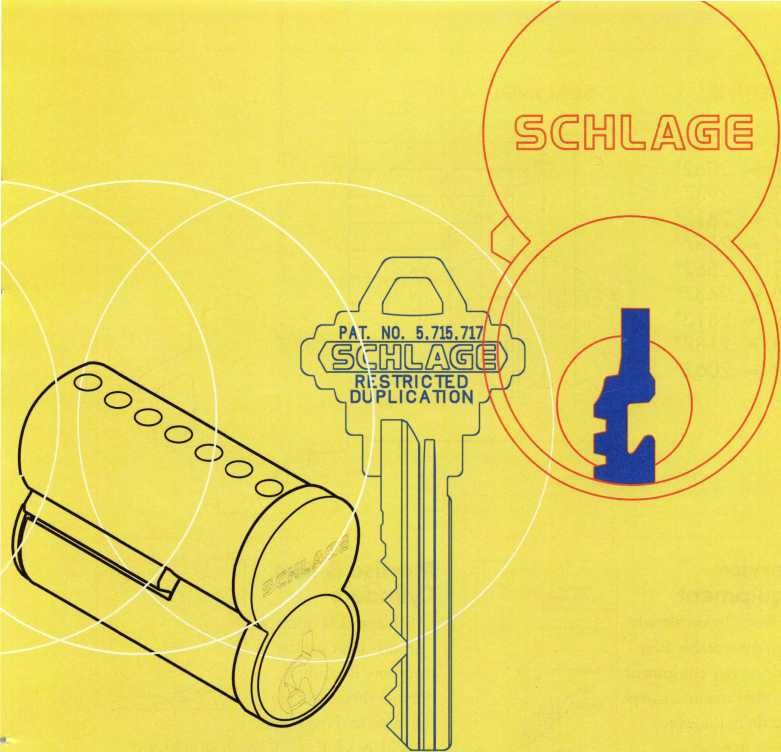 SCHLAGE
PAT. NO. 5,715,717
SCHLAGE
RESTRICTED
DUPLICATION
SCHLAGE